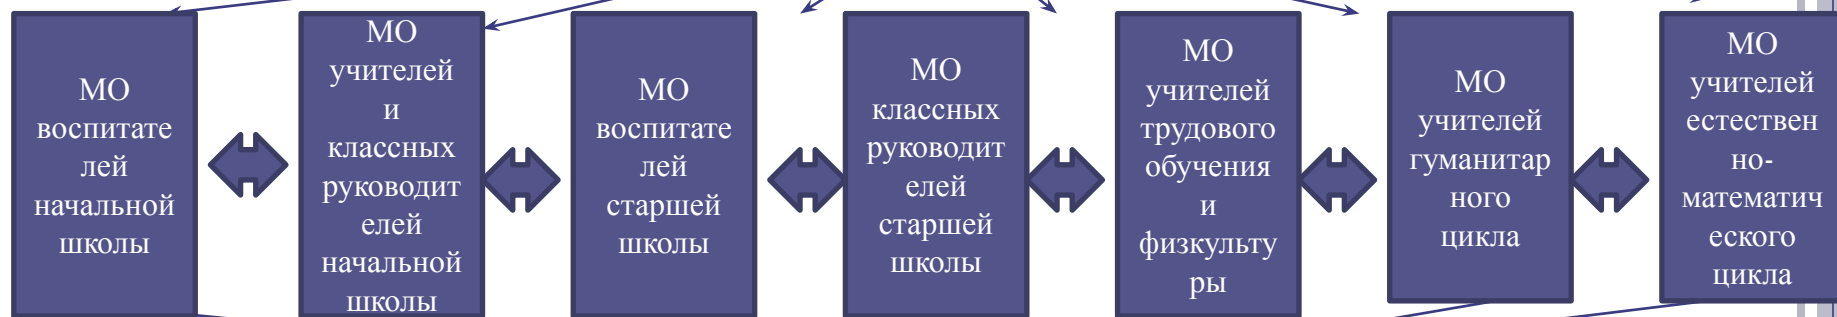 МО
воспитате
лей
начальной
школы
МО
учителей
и
классных
руководит
елей
начальной
школы
МО
воспитате
лей
старшей
школы
МО
классных
руководит
елей
старшей
школы
МО
учителей
трудового
обучения
и
физкульту
ры
МО
учителей
гуманитар
ного
цикла
МО
учителей
естествен
но-
математич
еского
цикла